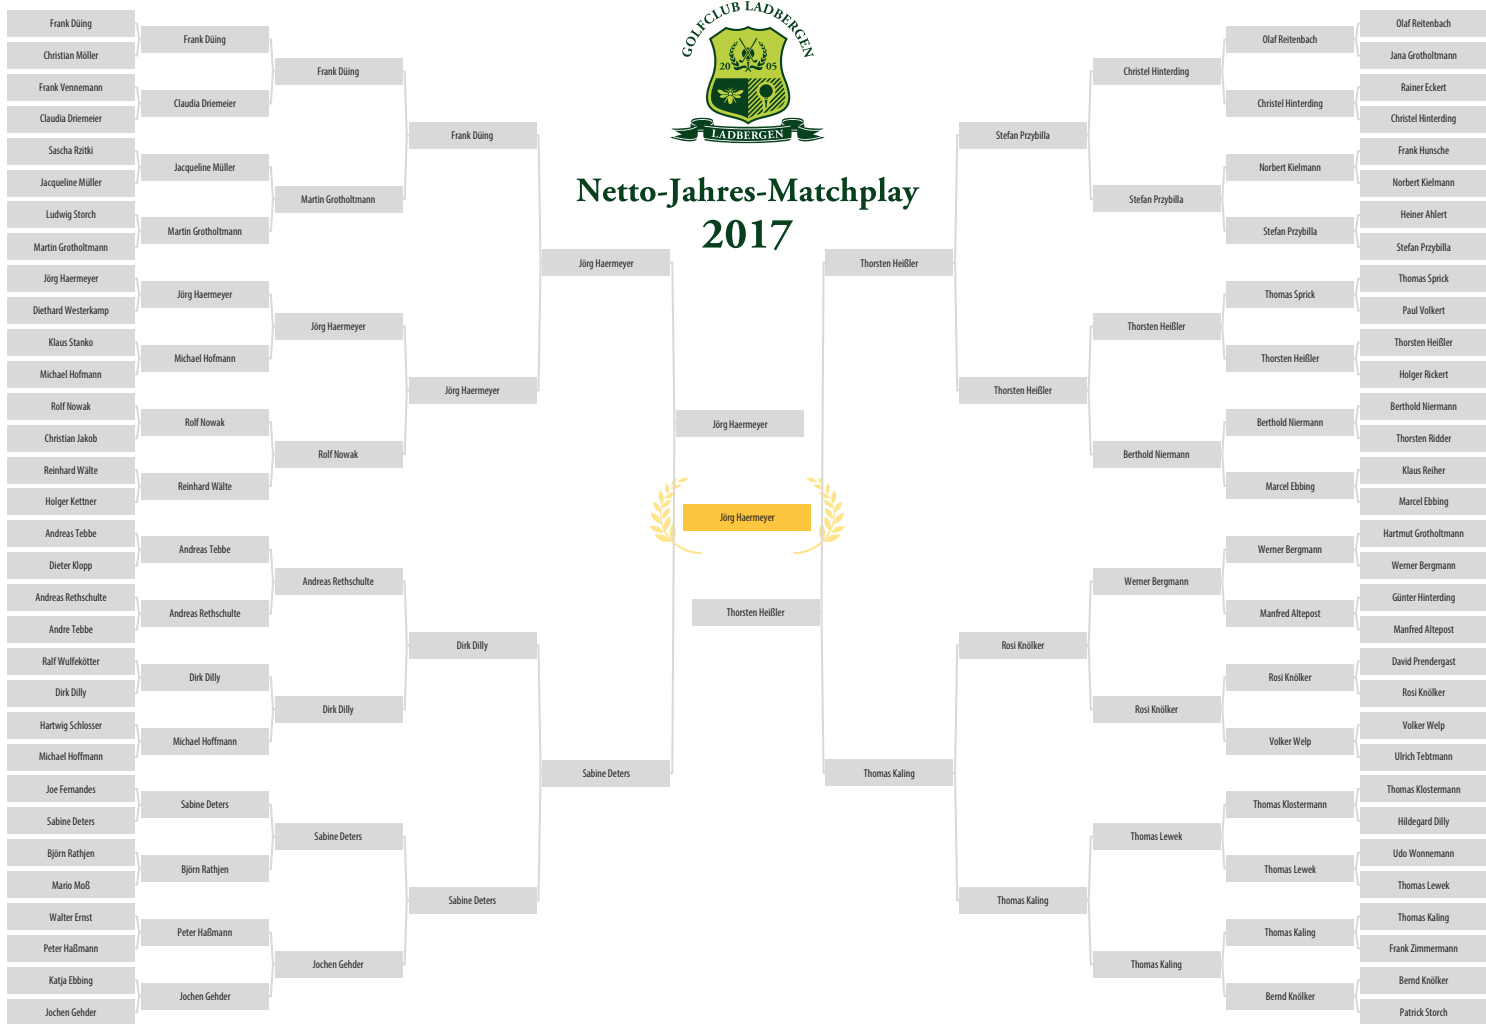 GOLFCLUB LADBERGEN
20 05
LADBERGEN
Netto-Jahres-Matchplay
2017
Frank Düing
Christian Möller
Frank Vennemann
Claudia Driemeier
Sascha Rzitki
Jacqueline Müller
Ludwig Storch
Martin Grotholtmann
Jörg Haermeyer
Diethard Westerkamp
Klaus Stanko
Michael Hofmann
Rolf Nowak
Christian Jakob
Reinhard Wälte
Holger Kettner
Andreas Tebbe
Dieter Klopp
Andreas Rethschulte
Andre Tebbe
Ralf Wulfekötter
Dirk Dilly
Hartwig Schlosser
Michael Hoffmann
Joe Fernandes
Sabine Deters
Björn Rathjen
Mario Moß
Walter Ernst
Peter Haßmann
Katja Ebbing
Jochen Gehder
Frank Düing
Claudia Driemeier
Jacqueline Müller
Martin Grotholtmann
Jörg Haermeyer
Michael Hofmann
Rolf Nowak
Reinhard Wälte
Andreas Tebbe
Andreas Rethschulte
Dirk Dilly
Michael Hoffmann
Sabine Deters
Björn Rathjen
Peter Haßmann
Jochen Gehder
Frank Düing
Martin Grotholtmann
Jörg Haermeyer
Rolf Nowak
Andreas Rethschulte
Dirk Dilly
Sabine Deters
Jochen Gehder
Frank Düing
Jörg Haermeyer
Dirk Dilly
Sabine Deters
Jörg Haermeyer
Sabine Deters
Jörg Haermeyer
Jörg Haermeyer
Thorsten Heißler
Thorsten Heißler
Thomas Kaling
Stefan Przybilla
Thorsten Heißler
Rosi Knölker
Thomas Kaling
Christel Hinterding
Stefan Przybilla
Thorsten Heißler
Berthold Niermann
Werner Bergmann
Rosi Knölker
Thomas Lewek
Thomas Kaling
Olaf Reitenbach
Christel Hinterding
Norbert Kielmann
Stefan Przybilla
Thomas Sprick
Thorsten Heißler
Berthold Niermann
Marcel Ebbing
Werner Bergmann
Manfred Altepost
Rosi Knölker
Volker Welp
Thomas Klostermann
Thomas Lewek
Thomas Kaling
Bernd Knölker
Olaf Reitenbach
Jana Grotholtmann
Rainer Eckert
Christel Hinterding
Frank Hunsche
Norbert Kielmann
Heiner Ahlert
Stefan Przybilla
Thomas Sprick
Paul Volkert
Thorsten Heißler
Holger Rickert
Berthold Niermann
Thorsten Ridder
Klaus Reiher
Marcel Ebbing
Hartmut Grotholtmann
Werner Bergmann
Günter Hinterding
Manfred Altepost
David Prendergast
Rosi Knölker
Volker Welp
Ulrich Tebtmann
Thomas Klostermann
Hildegard Dilly
Udo Wonnemann
Thomas Lewek
Thomas Kaling
Frank Zimmermann
Bernd Knölker
Patrick Storch